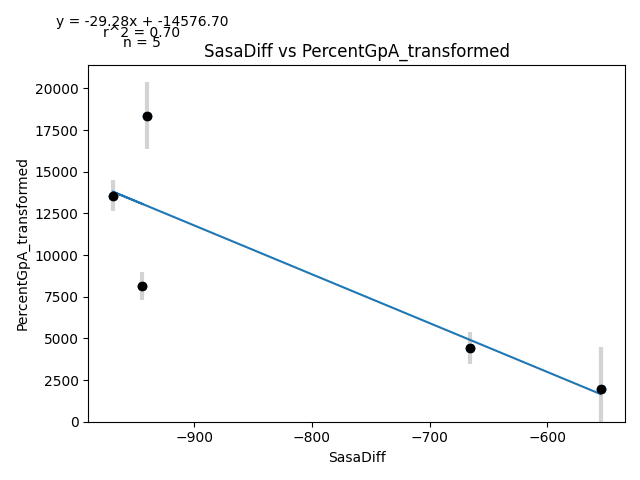 y = -29.28x + -14576.70
r^2 = 0.70
n = 5
SasaDiff vs PercentGpA_transformed
20000
17500
15000
12500
10000
7500
5000
2500
0
PercentGpA_transformed
−900
−800
−700
−600
SasaDiff